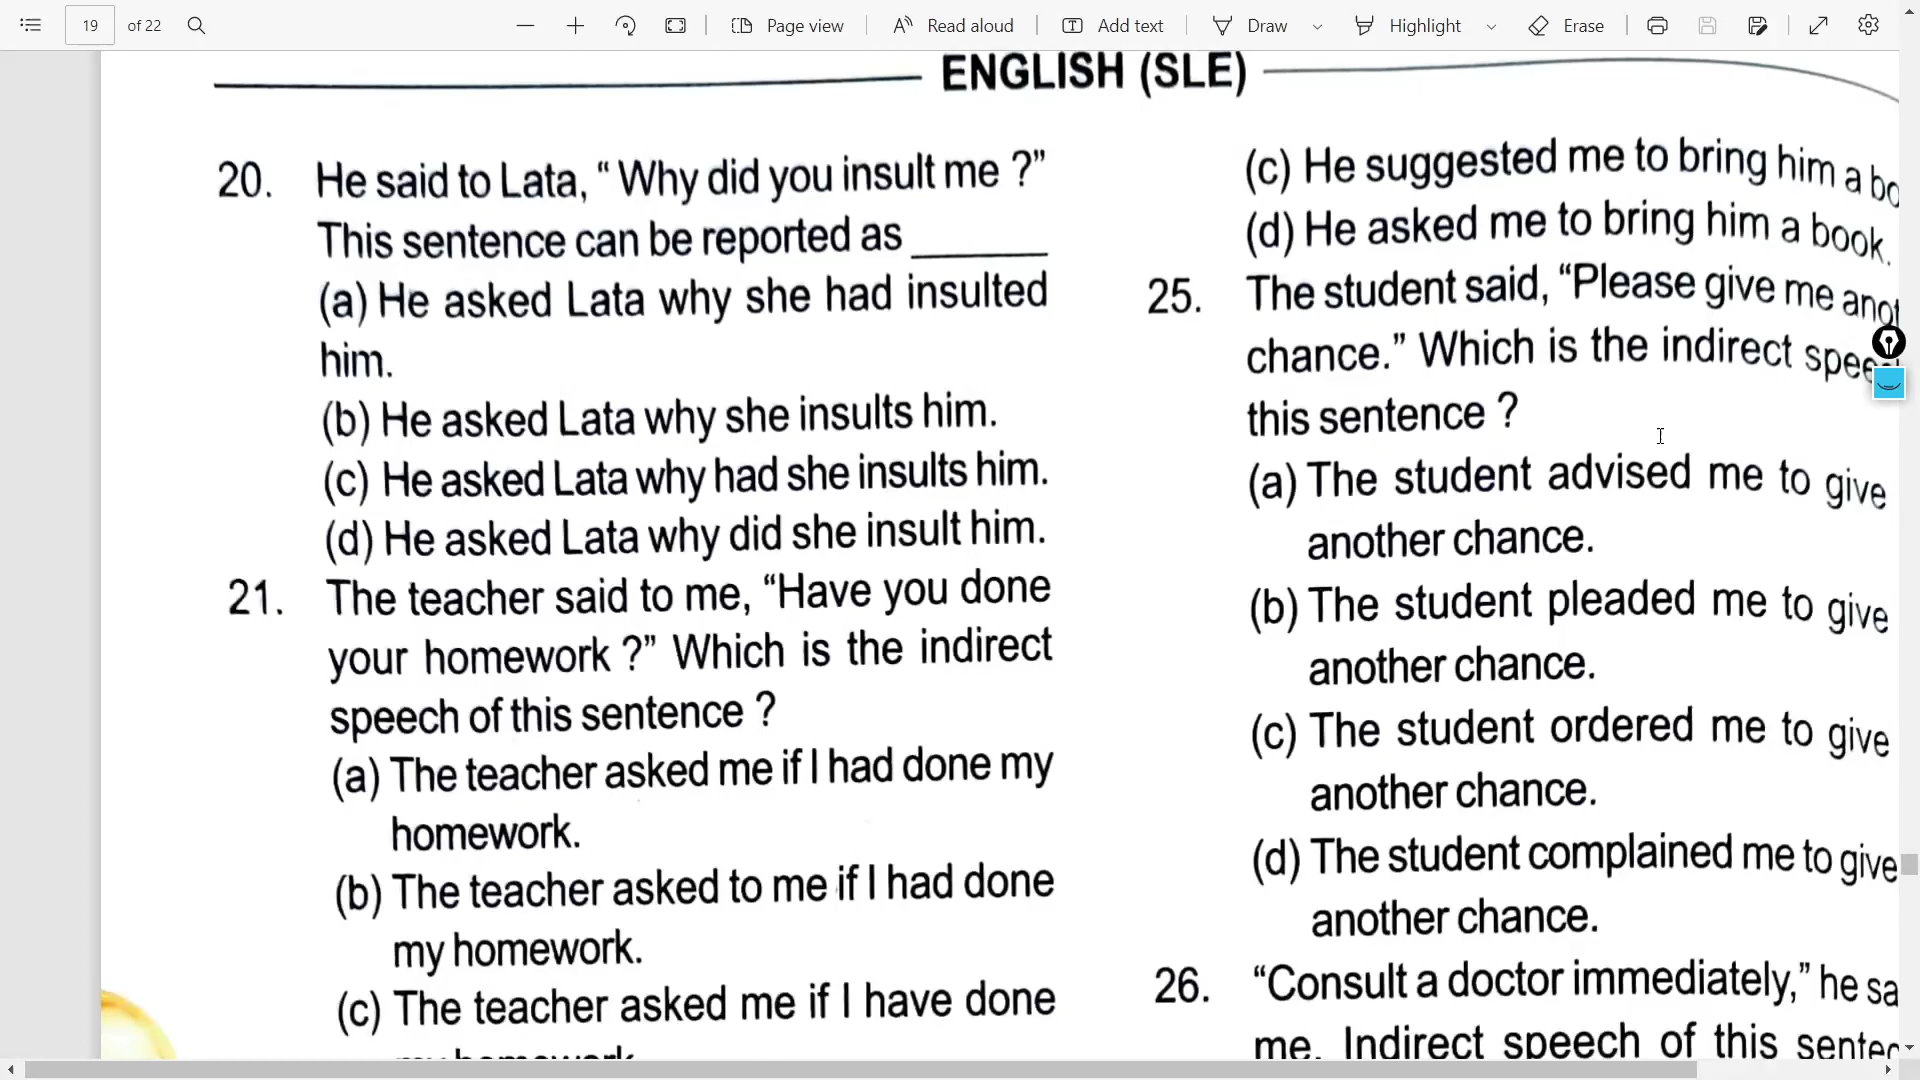 19
of 22
Page view
Read aloud
Add text
Draw
Highlight
Erase
ENGLISH (SLE)
20. He said to Lata, “ Why did you insult me ?”
This sentence can be reported as ______
(a) He asked Lata why she had insulted
him.
(b) He asked Lata why she insults him.
(c) He asked Lata why had she insults him.
(d) He asked Lata why did she insult him.
21. The teacher said to me, “Have you done
your homework ?” Which is the indirect
speech of this sentence ?
(a) The teacher asked me if I had done my
homework.
(b) The teacher asked to me if I had done
my homework.
(c) The teacher asked me if I have done
my homework.
(c) He suggested me to bring him a bo
(d) He asked me to bring him a book.
25. The student said, “Please give me anot
chance.” Which is the indirect spee
this sentence ?
(a) The student advised me to give
another chance.
(b) The student pleaded me to give
another chance.
(c) The student ordered me to give
another chance.
(d) The student complained me to give
another chance.
26. “Consult a doctor immediately,” he sa
me. Indirect speech of this sentec